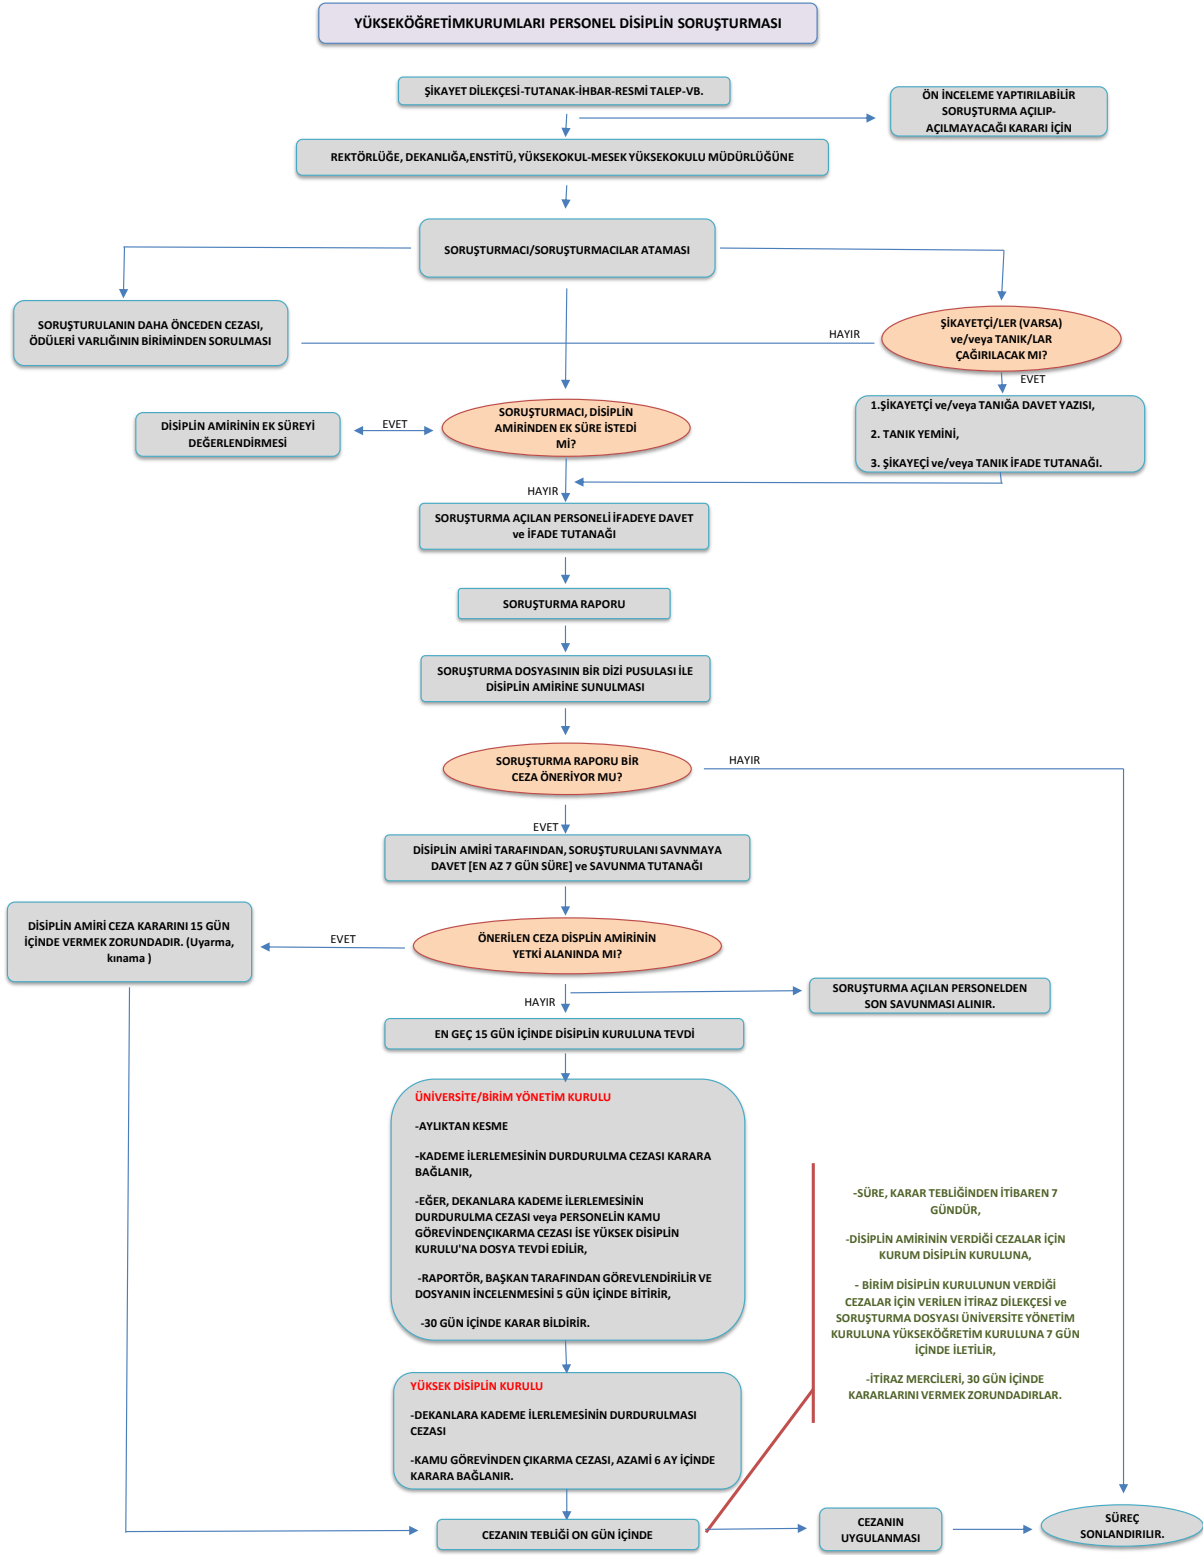 YÜKSEKÖĞRETİMKURUMLARI PERSONEL DİSİPLİN SORUŞTURMASI
ŞİKAYET DİLEKÇESİ-TUTANAK-İHBAR-RESMİ TALEP-VB.
ÖN İNCELEME YAPTIRILABİLİR
SORUŞTURMA AÇILIP-
AÇILMAYACAĞI KARARI İÇİN
REKTÖRLÜĞE, DEKANLIĞA,ENSTİTÜ, YÜKSEKOKUL-MESEK YÜKSEKOKULU MÜDÜRLÜĞÜNE
SORUŞTURMACI/SORUŞTURMACILAR ATAMASI
SORUŞTURULANIN DAHA ÖNCEDEN CEZASI,
ÖDÜLERİ VARLIĞININ BİRİMİNDEN SORULMASI
HAYIR
ŞİKAYETÇİ/LER (VARSA)
ve/veya TANIK/LAR
ÇAĞIRILACAK MI?
EVET
DİSİPLİN AMİRİNİN EK SÜREYİ
DEĞERLENDİRMESİ
EVET
SORUŞTURMACI, DİSİPLİN
AMİRİNDEN EK SÜRE İSTEDİ
Mİ?
1.ŞİKAYETÇİ ve/veya TANIĞA DAVET YAZISI,
2. TANIK YEMİNİ,
3. ŞİKAYEÇİ ve/veya TANIK İFADE TUTANAĞI.
HAYIR
SORUŞTURMA AÇILAN PERSONELİ İFADEYE DAVET
ve İFADE TUTANAĞI
SORUŞTURMA RAPORU
SORUŞTURMA DOSYASININ BİR DİZİ PUSULASI İLE
DİSİPLİN AMİRİNE SUNULMASI
SORUŞTURMA RAPORU BİR
CEZA ÖNERİYOR MU?
HAYIR
EVET
DİSİPLİN AMİRİ TARAFINDAN, SORUŞTURULANI SAVNMAYA
DAVET [EN AZ 7 GÜN SÜRE] ve SAVUNMA TUTANAĞI
DİSİPLİN AMİRİ CEZA KARARINI 15 GÜN
İÇİNDE VERMEK ZORUNDADIR. (Uyarma,
kınama )
EVET
ÖNERİLEN CEZA DİSPLİN AMİRİNİN
YETKİ ALANINDA MI?
HAYIR
SORUŞTURMA AÇILAN PERSONELDEN
SON SAVUNMASI ALINIR.
EN GEÇ 15 GÜN İÇİNDE DİSİPLİN KURULUNA TEVDİ
ÜNİVERSİTE/BİRİM YÖNETİM KURULU
-AYLIKTAN KESME
-KADEME İLERLEMESİNİN DURDURULMA CEZASI KARARA
BAĞLANIR,
-EĞER, DEKANLARA KADEME İLERLEMESİNİN
DURDURULMA CEZASI veya PERSONELİN KAMU
GÖREVİNDENÇIKARMA CEZASI İSE YÜKSEK DİSİPLİN
KURULU'NA DOSYA TEVDİ EDİLİR,
-RAPORTÖR, BAŞKAN TARAFINDAN GÖREVLENDİRİLİR VE
DOSYANIN İNCELENMESİNİ 5 GÜN İÇİNDE BİTİRİR,
-30 GÜN İÇİNDE KARAR BİLDİRİR.
-SÜRE, KARAR TEBLİĞİNDEN İTİBAREN 7
GÜNDÜR,
-DİSİPLİN AMİRİNİN VERDİĞİ CEZALAR İÇİN
KURUM DİSİPLİN KURULUNA,
- BİRİM DİSİPLİN KURULUNUN VERDİĞİ
CEZALAR İÇİN VERİLEN İTİRAZ DİLEKÇESİ ve
SORUŞTURMA DOSYASI ÜNİVERSİTE YÖNETİM
KURULUNA YÜKSEKÖĞRETİM KURULUNA 7 GÜN
İÇİNDE İLETİLİR,
-İTİRAZ MERCİLERİ, 30 GÜN İÇİNDE
KARARLARINI VERMEK ZORUNDADIRLAR.
YÜKSEK DİSİPLİN KURULU
-DEKANLARA KADEME İLERLEMESİNİN DURDURULMASI
CEZASI
-KAMU GÖREVİNDEN ÇIKARMA CEZASI, AZAMİ 6 AY İÇİNDE
KARARA BAĞLANIR.
CEZANIN TEBLİĞİ ON GÜN İÇİNDE
CEZANIN
UYGULANMASI
SÜREÇ
SONLANDIRILIR.